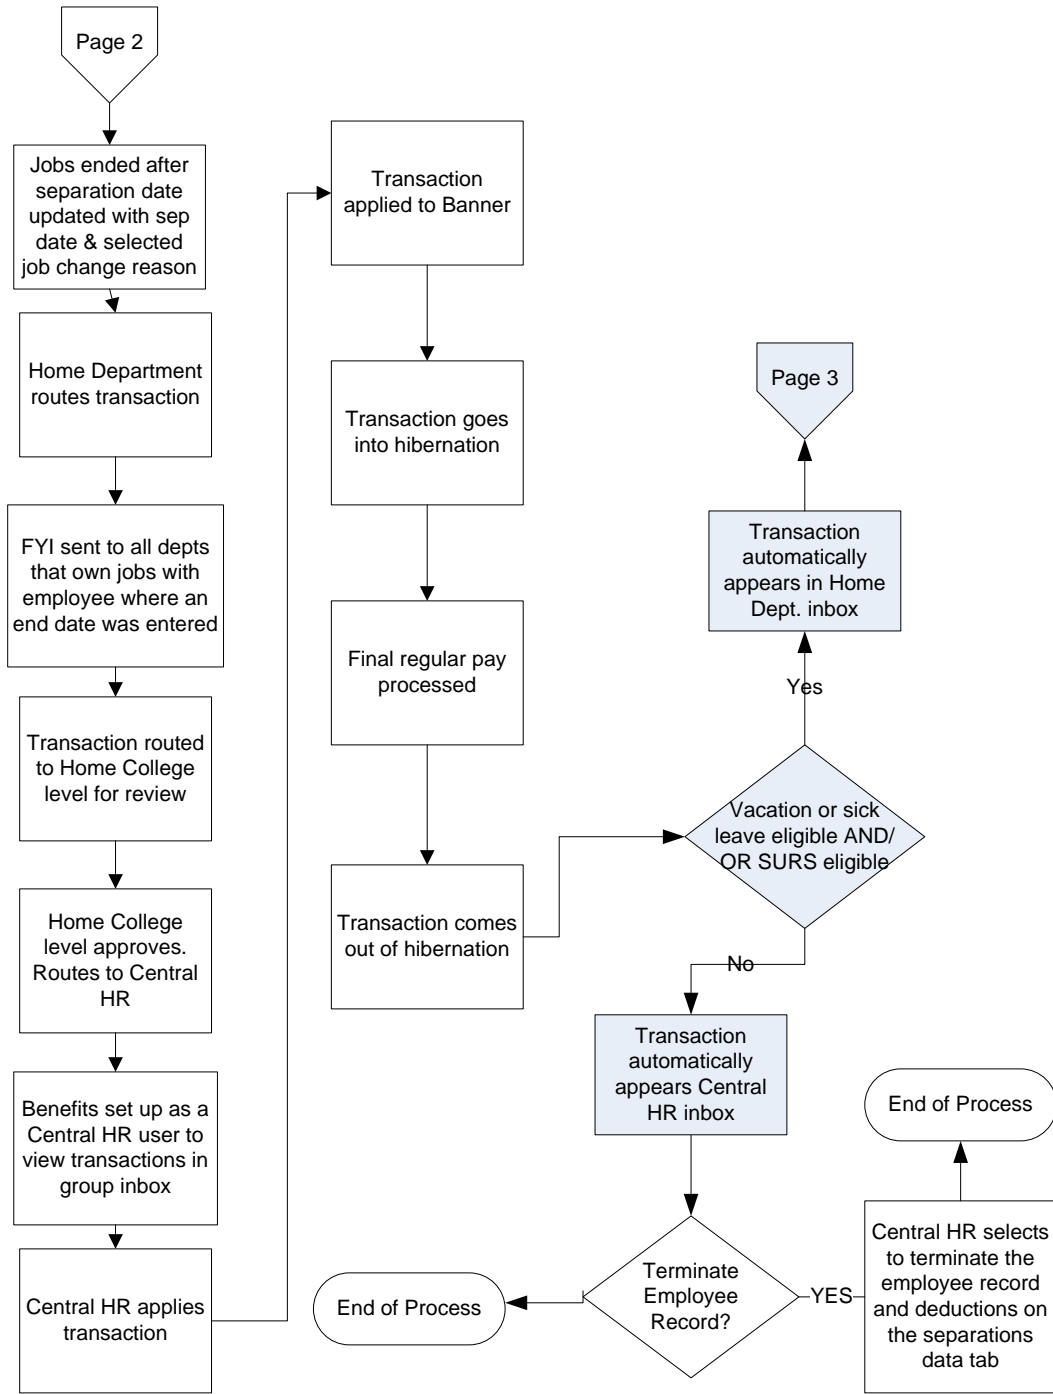 Page 2
Jobs ended after
separation date
updated with sep
date & selected
job change reason
Home Department
routes transaction
FYI sent to all depts
that own jobs with
employee where an
end date was entered
Transaction routed
to Home College
level for review
Home College
level approves.
Routes to Central
HR
Benefits set up as a
Central HR user to
view transactions in
group inbox
Central HR applies
transaction
Transaction
applied to Banner
Transaction goes
into hibernation
Final regular pay
processed
Transaction comes
out of hibernation
Vacation or sick
leave eligible AND/
OR SURS eligible
Yes
Transaction
automatically
appears in Home
Dept. inbox
Page 3
No
Transaction
automatically
appears Central
HR inbox
Terminate
Employee
Record?
End of Process
YES
Central HR selects
to terminate the
employee record
and deductions on
the separations
data tab
End of Process